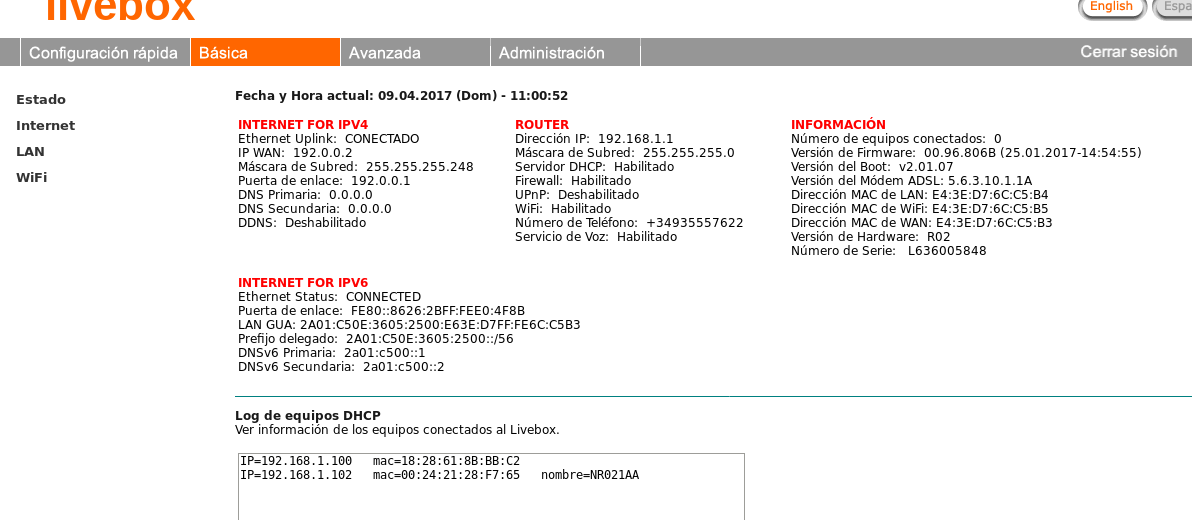 livebox
English
Espa
Configuración rápida
Básica
Avanzada
Administración
Cerrar sesión
Estado
Internet
LAN
WiFi
Fecha y Hora actual: 09.04.2017 (Dom) - 11:00:52
INTERNET FOR IPV4
Ethernet Uplink: CONECTADO
IP WAN: 192.0.0.2
Máscara de Subred: 255.255.255.248
Puerta de enlace: 192.0.0.1
DNS Primaria: 0.0.0.0
DNS Secundaria: 0.0.0.0
DDNS: Deshabilitado
ROUTER
Dirección IP: 192.168.1.1
Máscara de Subred: 255.255.255.0
Servidor DHCP: Habilitado
Firewall: Habilitado
UPnP: Deshabilitado
WiFi: Habilitado
Número de Teléfono: +34935557622
Servicio de Voz: Habilitado
INFORMACIÓN
Número de equipos conectados: 0
Versión de Firmware: 00.96.806B (25.01.2017-14:54:55)
Versión del Boot: v2.01.07
Versión del Módem ADSL: 5.6.3.10.1.1A
Dirección MAC de LAN: E4:3E:D7:6C:C5:B4
Dirección MAC de WiFi: E4:3E:D7:6C:C5:B5
Dirección MAC de WAN: E4:3E:D7:6C:C5:B3
Versión de Hardware: R02
Número de Serie: L636005848
INTERNET FOR IPV6
Ethernet Status: CONNECTED
Puerta de enlace: FE80::8626:2BFF:FEE0:4F8B
LAN GUA: 2A01:C50E:3605:2500:E63E:D7FF:FE6C:C5B3
Prefijo delegado: 2A01:C50E:3605:2500::/56
DNSv6 Primaria: 2a01:c500::1
DNSv6 Secundaria: 2a01:c500::2
Log de equipos DHCP
Ver información de los equipos conectados al Livebox.
IP=192.168.1.100 mac=18:28:61:8B:BB:C2
IP=192.168.1.102 mac=00:24:21:28:F7:65 nombre=NR021AA